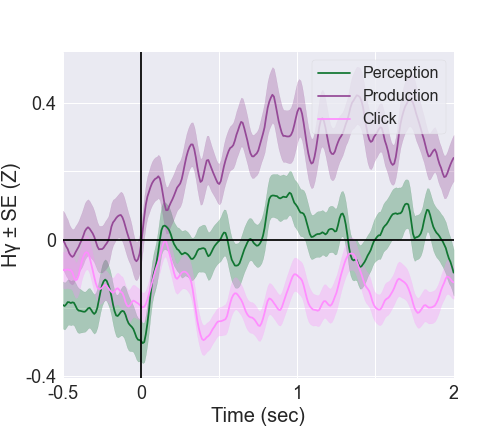 Perception
Production
Click
0.4
0
-0.4
Hγ ± SE (Z)
-0.5
0
1
2
Time (sec)